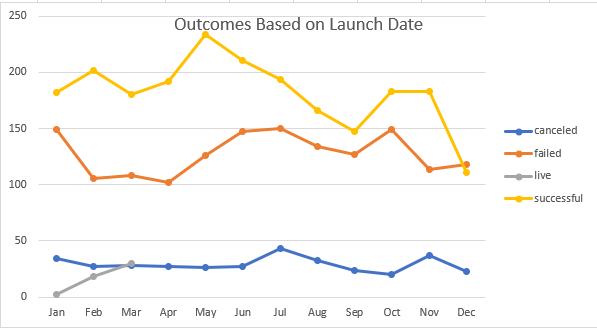 Outcomes Based on Launch Date
250
200
150
100
50
0
Jan Feb Mar Apr May Jun Jul Aug Sep Oct Nov Dec
canceled
failed
live
successful